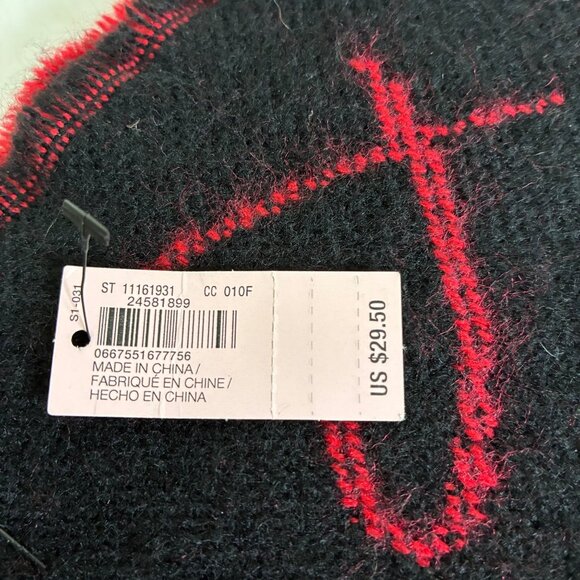 S1-031
ST 11161931 CC 010F
24581899
0667551677756
MADE IN CHINA /
FABRIQUÉ EN CHINE /
HECHO EN CHINA
US $29.50